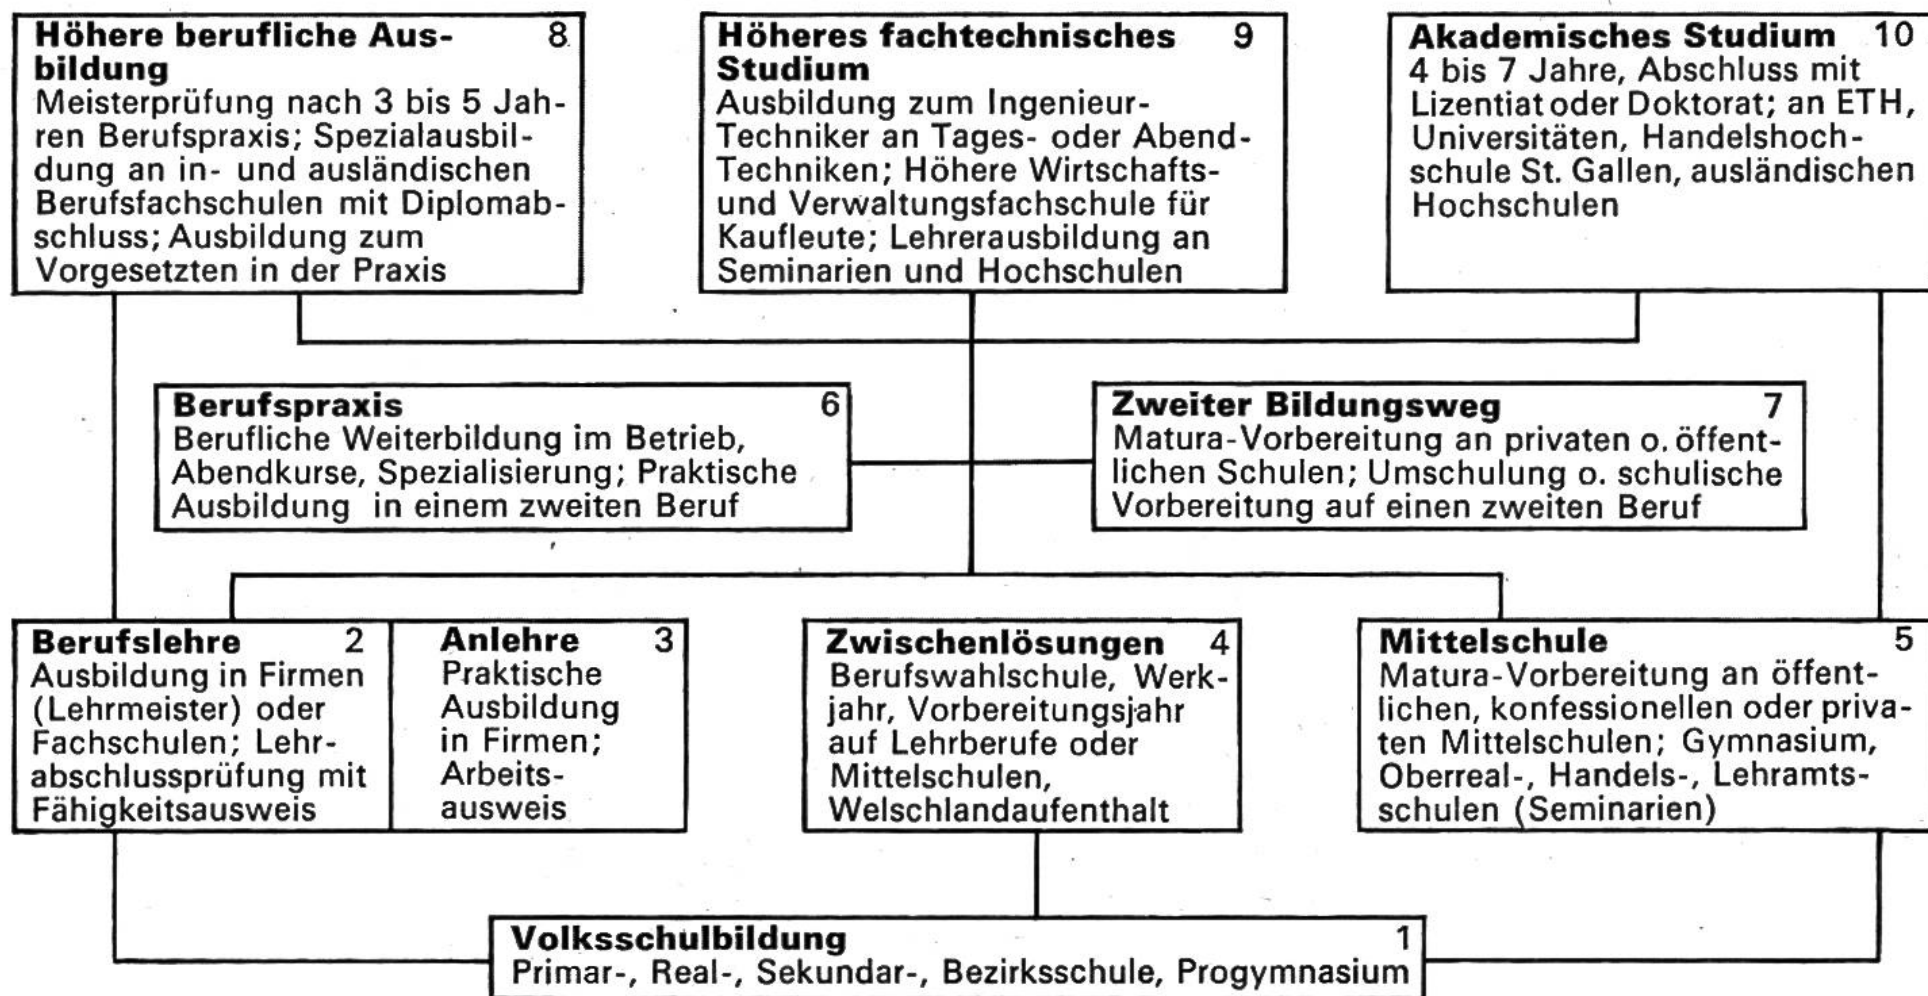 Höhere berufliche Aus- 8
bildung
Meisterprüfung nach 3 bis 5 Jah-
ren Berufspraxis; Spezialausbil-
dung an in- und ausländischen
Berufsfachschulen mit Diplomab-
schluss; Ausbildung zum
Vorgesetzten in der Praxis
Höheres fachtechnisches 9
Studium
Ausbildung zum Ingenieur-
Techniker an Tages- oder Abend-
Techniken; Höhere Wirtschafts-
und Verwaltungsfachschule für
Kaufleute; Lehrerausbildung an
Seminarien und Hochschulen
Akademisches Studium 10
4 bis 7 Jahre, Abschluss mit
Lizentiat oder Doktorat; an ETH,
Universitäten, Handelshoch-
schule St. Gallen, ausländischen
Hochschulen
Berufspraxis 6
Berufliche Weiterbildung im Betrieb,
Abendkurse, Spezialisierung; Praktische
Ausbildung in einem zweiten Beruf
Zweiter Bildungsweg 7
Matura-Vorbereitung an privaten o. öffent-
lichen Schulen; Umschulung o. schulische
Vorbereitung auf einen zweiten Beruf
Berufslehre 2
Ausbildung in Firmen
(Lehrmeister) oder
Fachschulen; Lehr-
abschlussprüfung mit
Fähigkeitsausweis
Anlehre 3
Praktische
Ausbildung
in Firmen;
Arbeits-
ausweis
Zwischenlösungen 4
Berufswahlschule, Werk-
jahr, Vorbereitungsjahr
auf Lehrberufe oder
Mittelschulen,
Welschlandaufenthalt
Mittelschule 5
Matura-Vorbereitung an öffent-
lichen, konfessionellen oder priva-
ten Mittelschulen; Gymnasium,
Oberreal-, Handels-, Lehramts-
schulen (Seminarien)
Volksschulbildung 1
Primar-, Real-, Sekundar-, Bezirksschule, Progymnasium